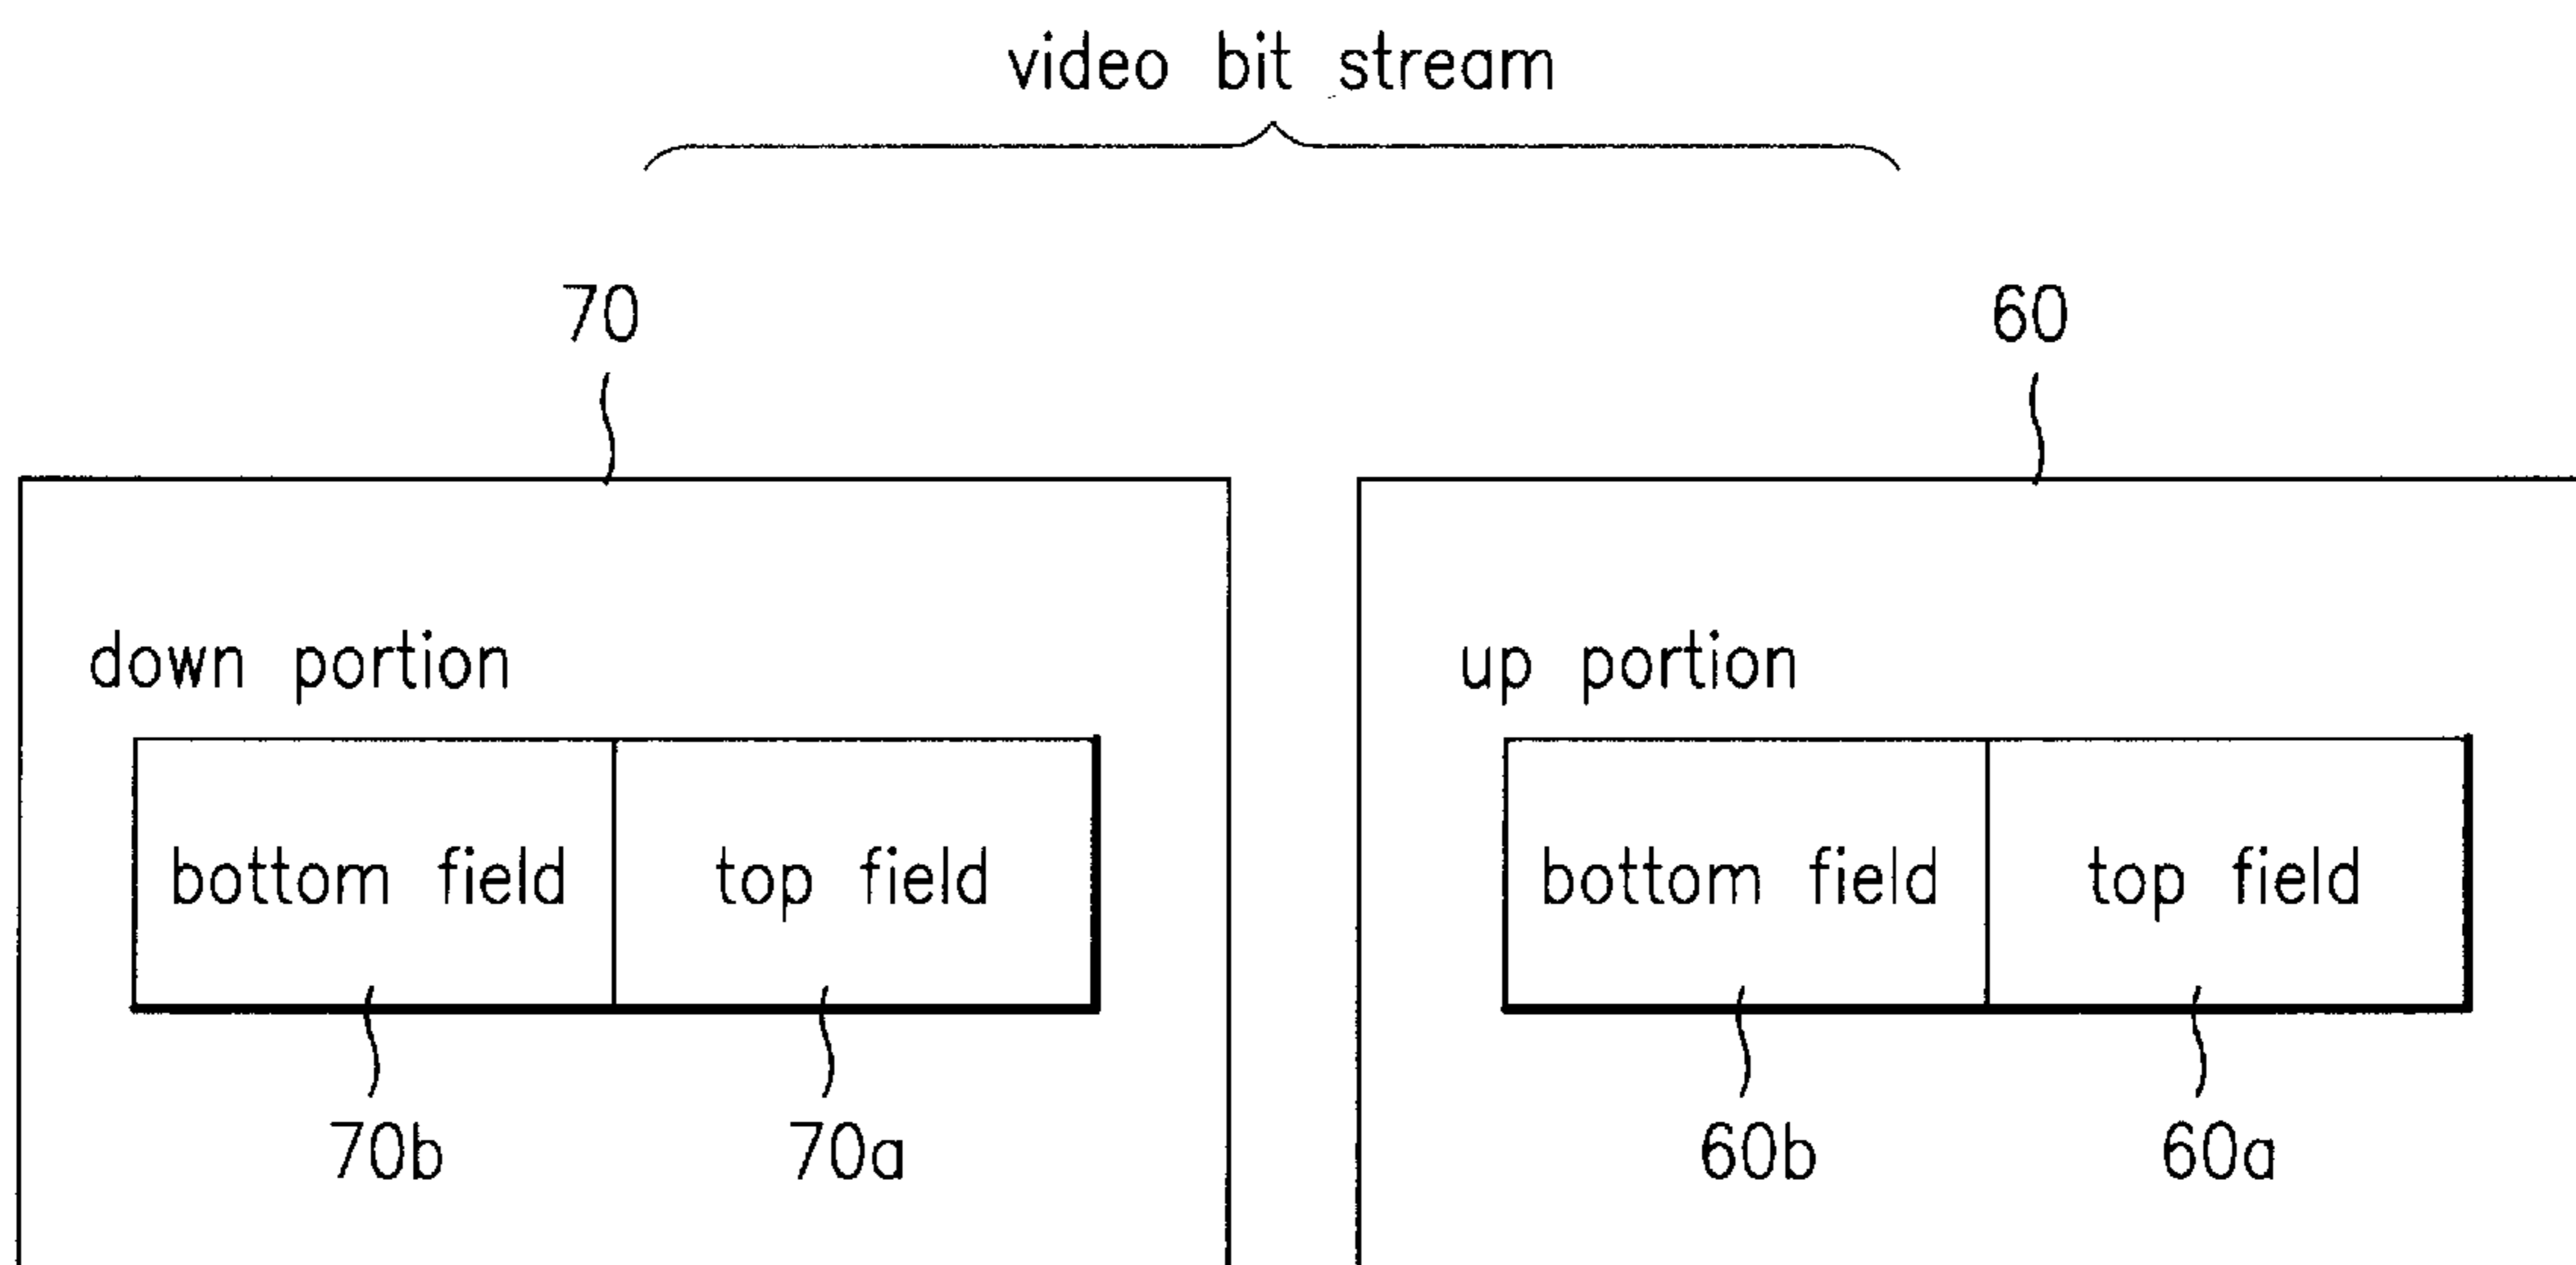 video bit stream
70 60
down portion up portion
bottom field top field bottom field top field
70b 70a 60b 60a